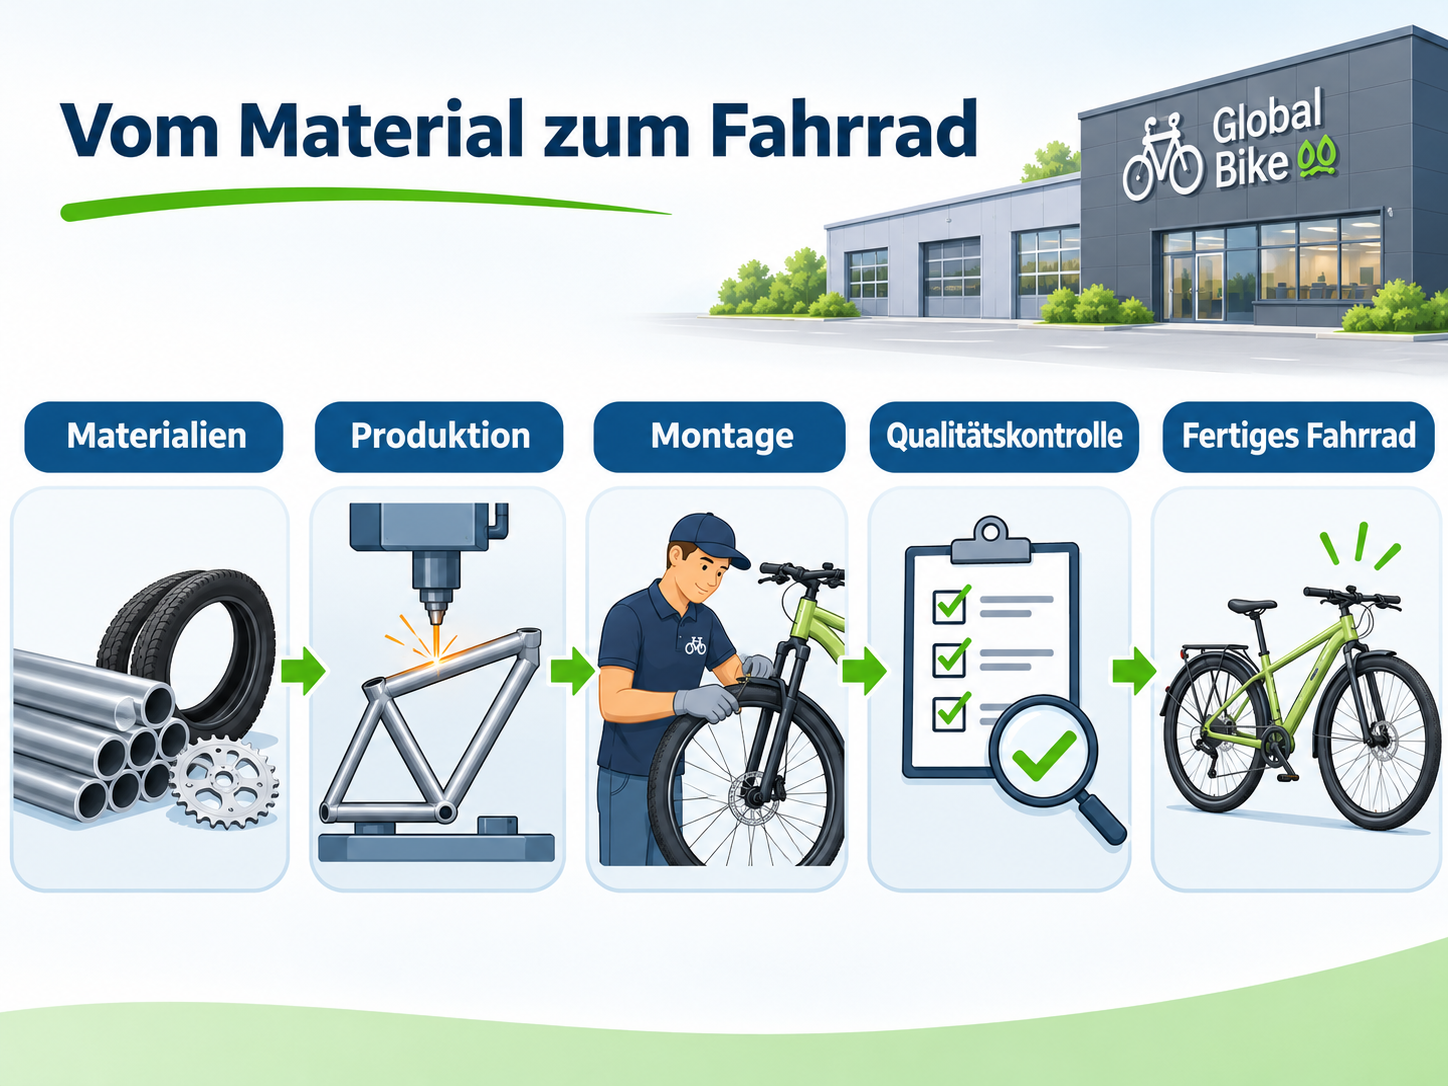 Vom Material zum Fahrrad
Global
Bike
Materialien
Produktion
Montage
Qualitätskontrolle
Fertiges Fahrrad